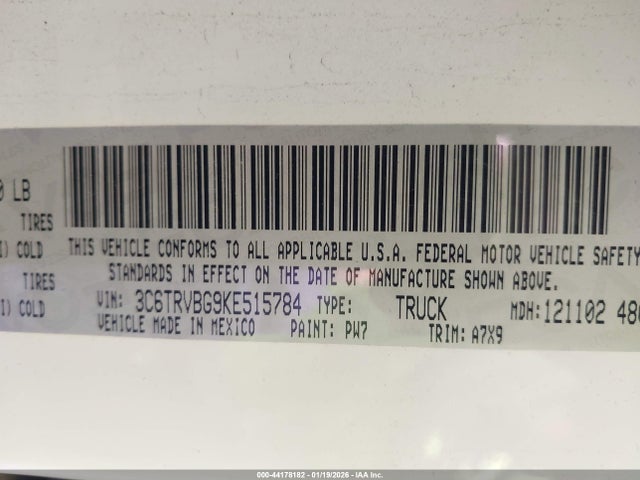 0 LB
TIRES
I) COLD
TIRES
I) COLD
THIS VEHICLE CONFORMS TO ALL APPLICABLE U.S.A. FEDERAL MOTOR VEHICLE SAFETY
STANDARDS IN EFFECT ON THE DATE OF MANUFACTURE SHOWN ABOVE.
VIN: 3C6TRVBG9KE515784 TYPE: TRUCK MDH:121102 480
VEHICLE MADE IN MEXICO PAINT: PW7 TRIM: A7X9
000-44178182 - 01/19/2026 - IAA Inc.